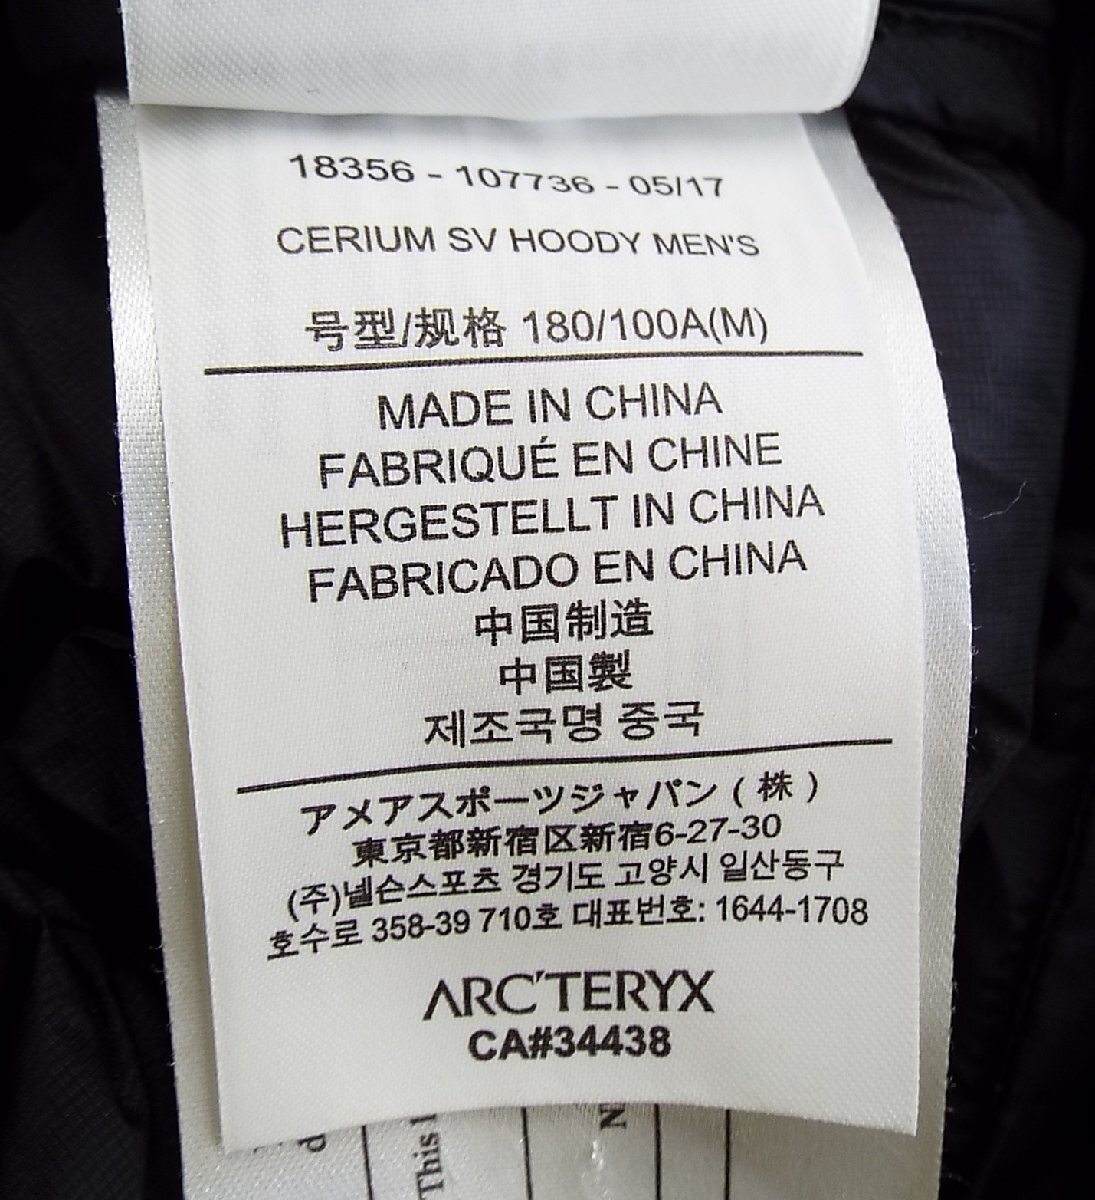 18356 - 107736 - 05/17
CERIUM SV HOODY MEN'S
号型/规格 180/100A(M)
MADE IN CHINA
FABRIQUÉ EN CHINE
HERGESTELLT IN CHINA
FABRICADO EN CHINA
中国制造
中国製
제조국명 중국
アメアスポーツジャパン(株)
東京都新宿区新宿6-27-30
(주)넬슨스포츠 경기도 고양시 일산동구
호수로 358-39 710호 대표번호: 1644-1708
ARC'TERYX
CA#34438
This